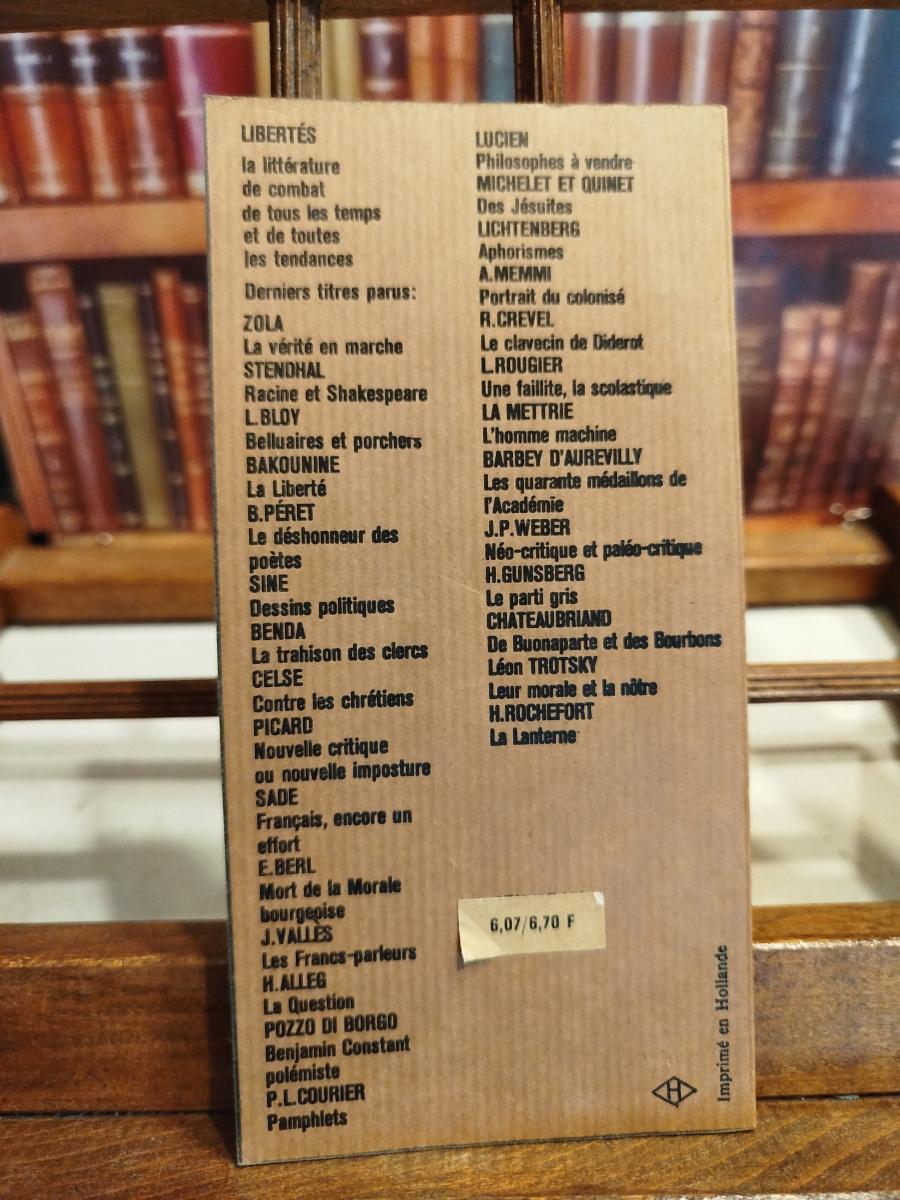 LIBERTÉS
la littérature
de combat
de tous les temps
et de toutes
les tendances
Derniers titres parus:
ZOLA
La vérité en marche
STENDHAL
Racine et Shakespeare
L.BLOY
Belluaires et porchers
BAKOUNINE
La Liberté
B.PÉRET
Le déshonneur des
poètes
SINE
Dessins politiques
BENDA
La trahison des clercs
CELSE
Contre les chrétiens
PICARD
Nouvelle critique
ou nouvelle imposture
SADE
Français, encore un
effort
E.BERL
Mort de la Morale
bourgeoise
J.VALLÈS
Les Francs-parleurs
H.ALLEG
La Question
POZZO DI BORGO
Benjamin Constant
polémiste
P.L.COURIER
Pamphlets
LUCIEN
Philosophes à vendre
MICHELET ET QUINET
Des Jésuites
LICHTENBERG
Aphorismes
A.MEMMI
Portrait du colonisé
R.CREVEL
Le clavecin de Diderot
L.ROUGIER
Une faillite, la scolastique
LA METTRIE
L'homme machine
BARBEY D'AUREVILLY
Les quarante médaillons de
l'Académie
J.P.WEBER
Néo-critique et paléo-critique
H.GUNSBERG
Le parti gris
CHATEAUBRIAND
De Buonaparte et des Bourbons
Léon TROTSKY
Leur morale et la nôtre
H.ROCHEFORT
La Lanterne
6,07/6,70 F
H
Imprimé en Hollande